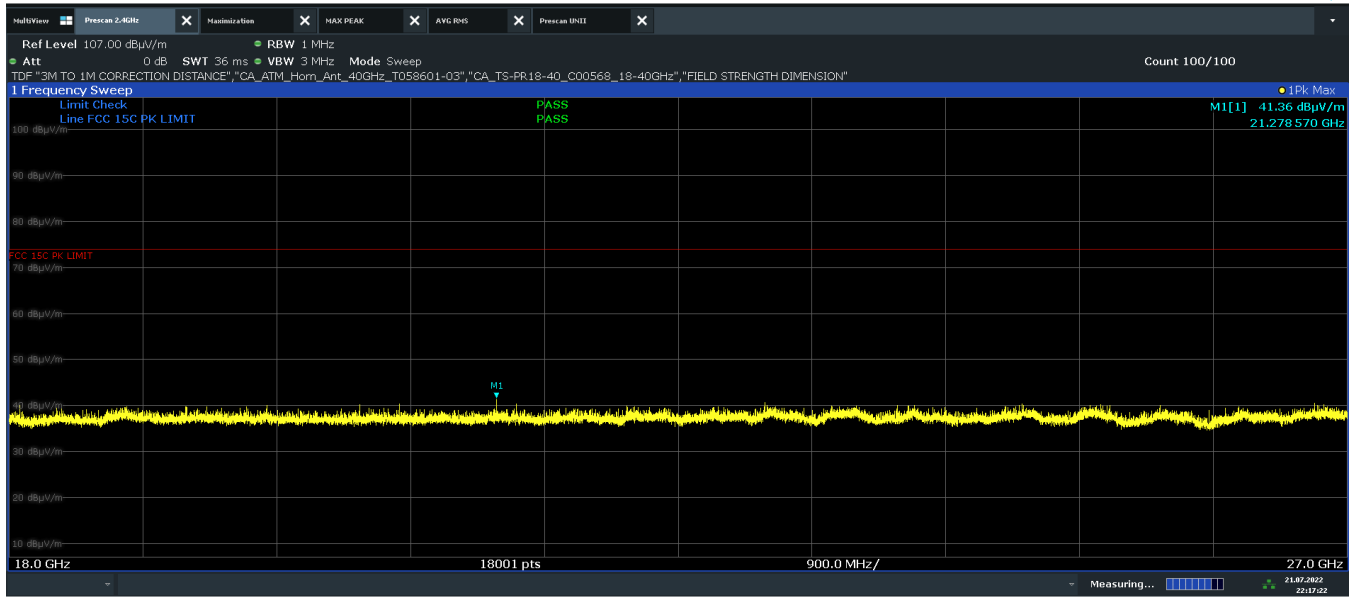 MultiView Prescan 2.4GHz X Maximization X MAX PEAK X AVG RMS X Prescan UNII X
Ref Level 107.00 dBµV/m RBW 1 MHz
Att 0 dB SWT 36 ms VBW 3 MHz Mode Sweep Count 100/100
TDF "3M TO 1M CORRECTION DISTANCE","CA_ATM_Horn_Ant_40GHz_T058601-03","CA_TS-PR18-40_C00568_18-40GHz","FIELD STRENGTH DIMENSION"
1 Frequency Sweep 1Pk Max
Limit Check PASS M1[1] 41.36 dBµV/m
Line FCC 15C PK LIMIT PASS 21.278 570 GHz
100 dBµV/m
90 dBµV/m
80 dBµV/m
FCC 15C PK LIMIT
70 dBµV/m
60 dBµV/m
50 dBµV/m
M1
40 dBµV/m
30 dBµV/m
20 dBµV/m
10 dBµV/m
18.0 GHz 18001 pts 900.0 MHz/ 27.0 GHz
Measuring... 21.07.2022
22:17:22